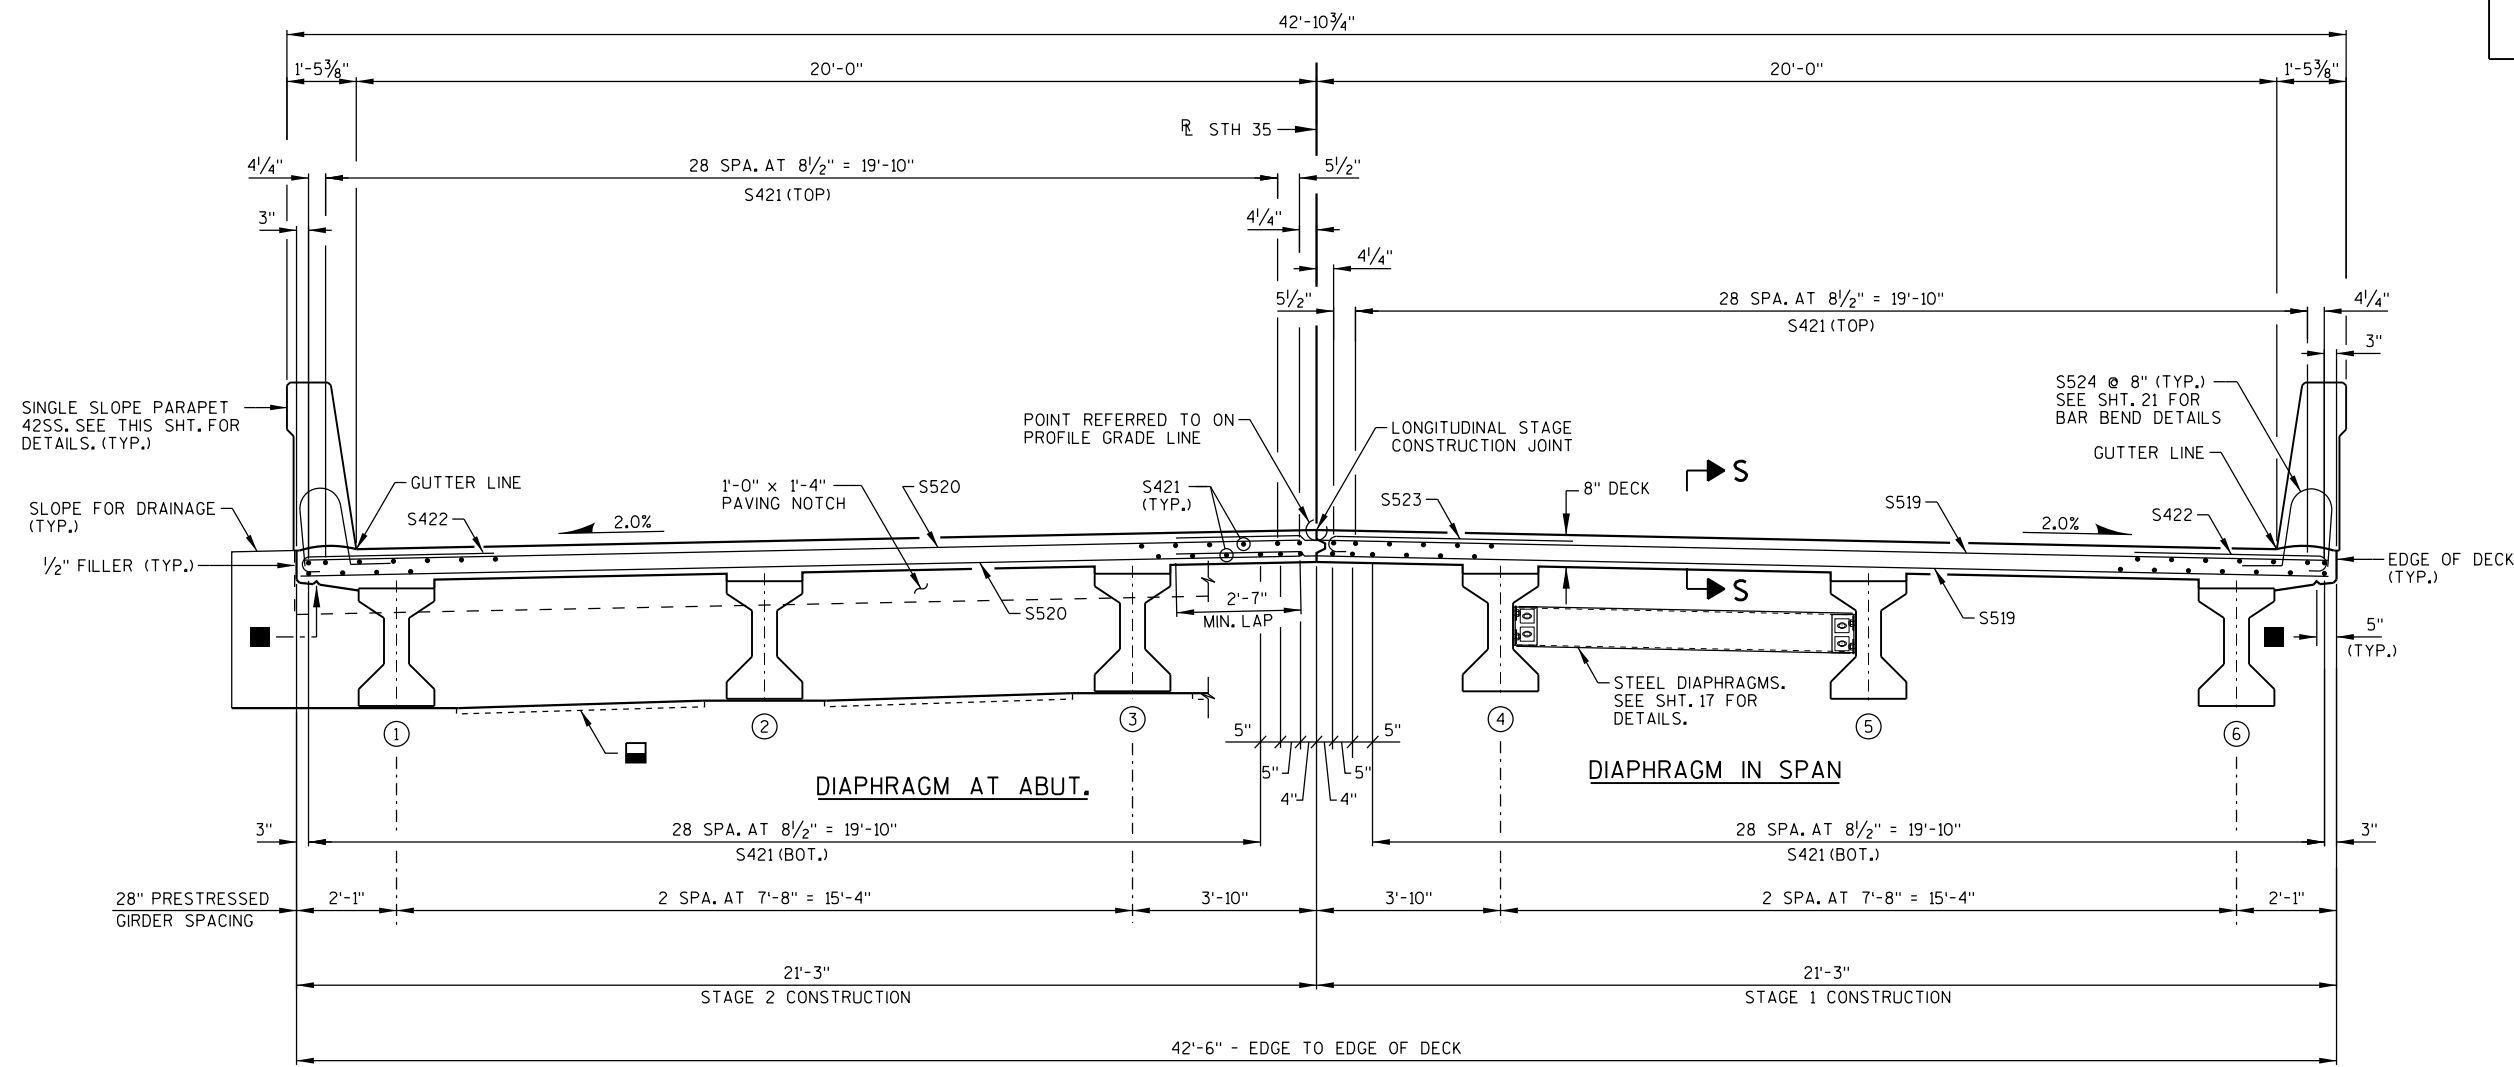 42'-10¾"
1'-5⅜"
20'-0"
20'-0"
1'-5⅜"
RL STH 35
4¼"
28 SPA. AT 8½" = 19'-10"
5½"
S421 (TOP)
3"
4¼"
4¼"
5½"
28 SPA. AT 8½" = 19'-10"
4¼"
S421 (TOP)
3"
SINGLE SLOPE PARAPET
42SS. SEE THIS SHT. FOR
DETAILS. (TYP.)
POINT REFERRED TO ON
PROFILE GRADE LINE
LONGITUDINAL STAGE
CONSTRUCTION JOINT
S524 @ 8" (TYP.)
SEE SHT. 21 FOR
BAR BEND DETAILS
GUTTER LINE
S
GUTTER LINE
1'-0" x 1'-4"
PAVING NOTCH
S520
S421
(TYP.)
S523
8" DECK
S519
SLOPE FOR DRAINAGE
(TYP.)
S422
2.0%
2.0%
S422
½" FILLER (TYP.)
EDGE OF DECK
(TYP.)
S
2'-7"
MIN. LAP
S520
S519
5"
(TYP.)
STEEL DIAPHRAGMS.
SEE SHT. 17 FOR
DETAILS.
1
2
3
4
5
6
5"
5"
5"
5"
4"
4"
DIAPHRAGM AT ABUT.
DIAPHRAGM IN SPAN
3"
28 SPA. AT 8½" = 19'-10"
S421 (BOT.)
28 SPA. AT 8½" = 19'-10"
S421 (BOT.)
3"
28" PRESTRESSED
GIRDER SPACING
2'-1"
2 SPA. AT 7'-8" = 15'-4"
3'-10"
3'-10"
2 SPA. AT 7'-8" = 15'-4"
2'-1"
21'-3"
STAGE 2 CONSTRUCTION
21'-3"
STAGE 1 CONSTRUCTION
42'-6" - EDGE TO EDGE OF DECK